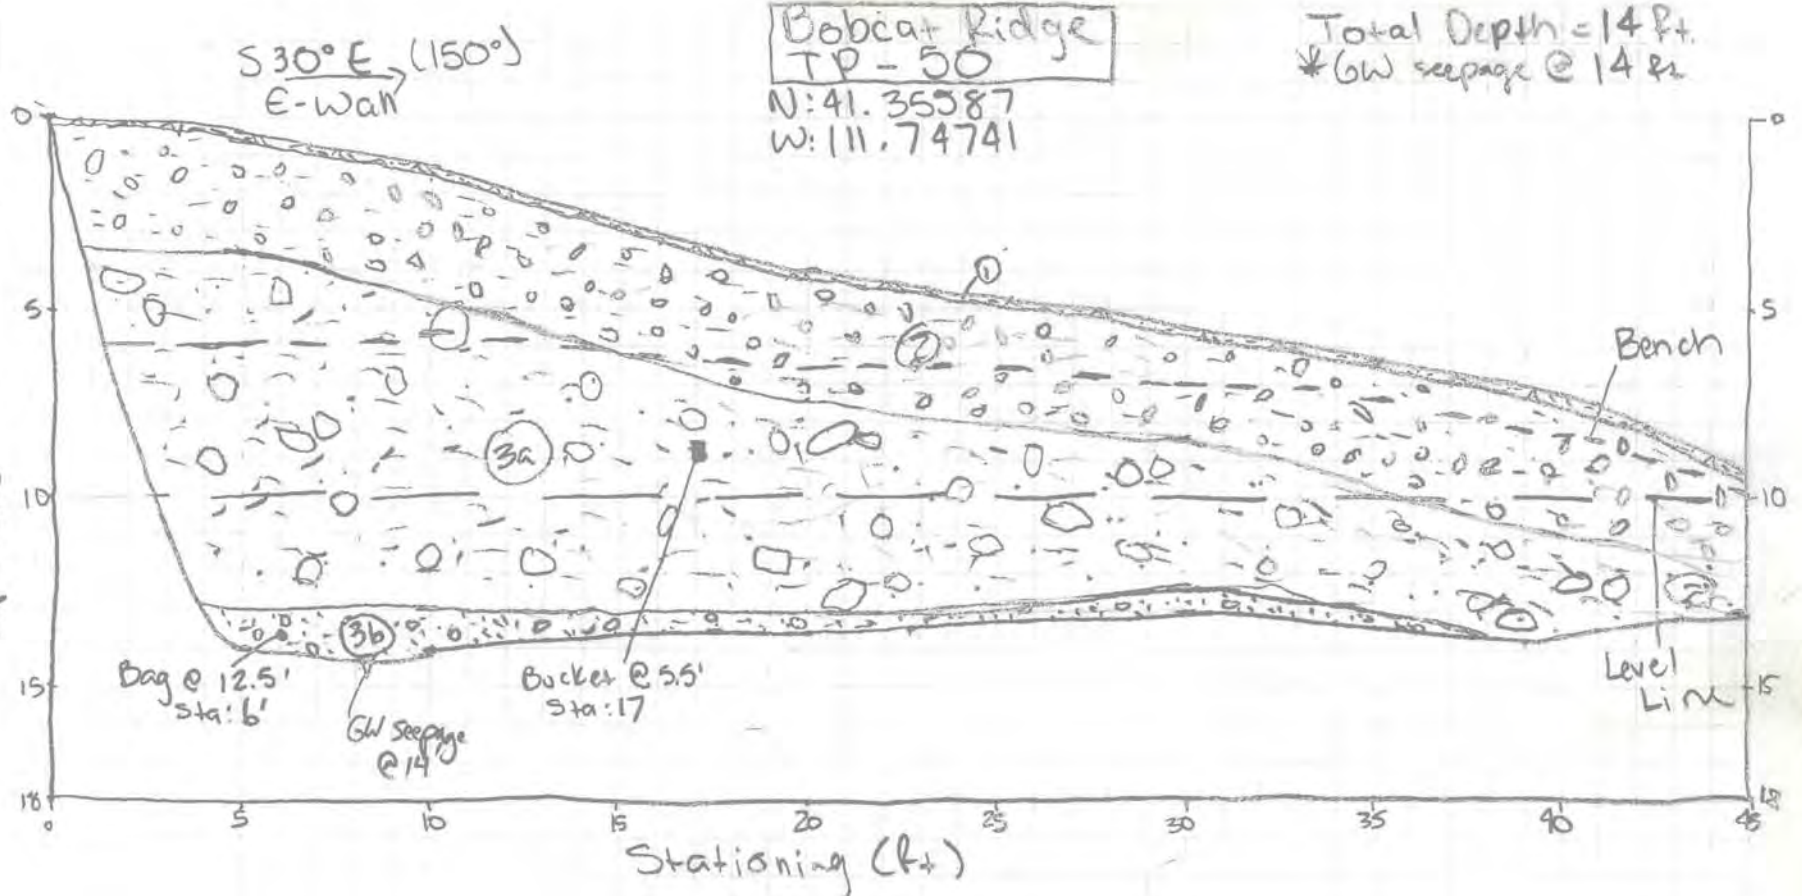 S30°E (150°)
E-Wall
Bobcat Ridge
TP-50
N: 41.35987
W: 111.74741
Total Depth = 14 ft.
* GW seepage @ 14 ft
0
5
10
15
18
0
5
10
15
18
1
2
Bench
3a
2
3b
Bag @ 12.5'
Sta: 6'
GW seepage
@ 14'
Bucket @ 5.5'
Sta: 17
Level
Line
0
5
10
15
20
25
30
35
40
45
Stationing (ft)